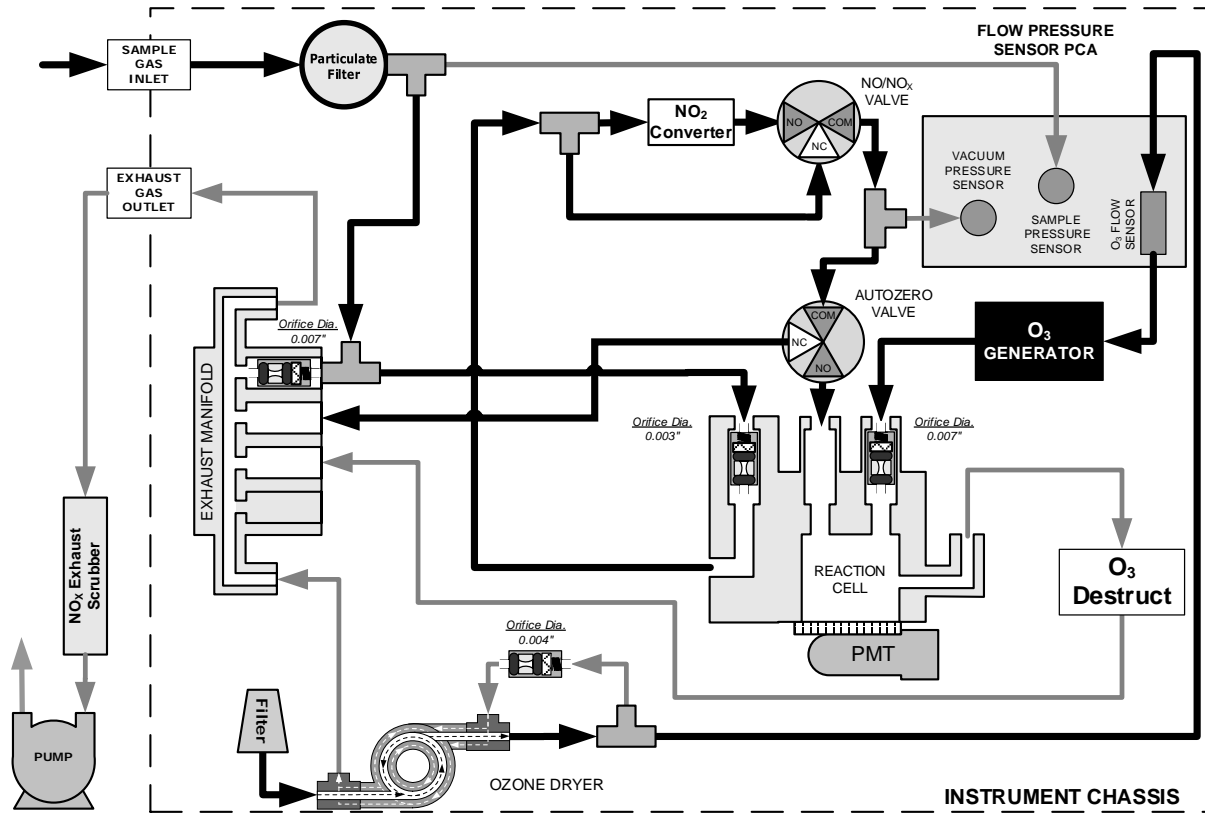 SAMPLE
GAS
INLET
Particulate
Filter
FLOW PRESSURE
SENSOR PCA
NO/NOX
VALVE
NO2
Converter
NO
COM
NC
VACUUM
PRESSURE
SENSOR
SAMPLE
PRESSURE
SENSOR
O3 FLOW
SENSOR
EXHAUST
GAS
OUTLET
AUTOZERO
VALVE
COM
NC
NO
O3
GENERATOR
Orifice Dia.
0.007"
EXHAUST MANIFOLD
Orifice Dia.
0.003"
Orifice Dia.
0.007"
NOX Exhaust
Scrubber
REACTION
CELL
O3
Destruct
PMT
Orifice Dia.
0.004"
Filter
PUMP
OZONE DRYER
INSTRUMENT CHASSIS